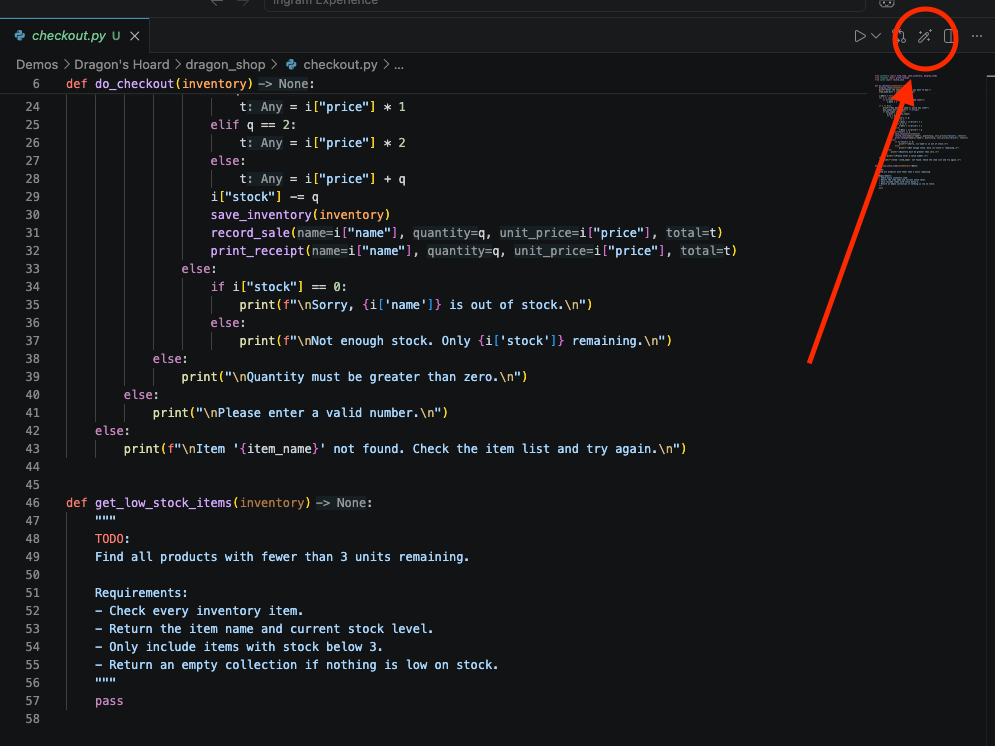 Ingram Experience
checkout.py U
Demos > Dragon's Hoard > dragon_shop > checkout.py > ...
6 def do_checkout(inventory) -> None:
24 t: Any = i["price"] * 1
25 elif q == 2:
26 t: Any = i["price"] * 2
27 else:
28 t: Any = i["price"] + q
29 i["stock"] -= q
30 save_inventory(inventory)
31 record_sale(name=i["name"], quantity=q, unit_price=i["price"], total=t)
32 print_receipt(name=i["name"], quantity=q, unit_price=i["price"], total=t)
33 else:
34 if i["stock"] == 0:
35 print(f"\nSorry, {i['name']} is out of stock.\n")
36 else:
37 print(f"\nNot enough stock. Only {i['stock']} remaining.\n")
38 else:
39 print("\nQuantity must be greater than zero.\n")
40 else:
41 print("\nPlease enter a valid number.\n")
42 else:
43 print(f"\nItem '{item_name}' not found. Check the item list and try again.\n")
44
45
46 def get_low_stock_items(inventory) -> None:
47 """
48 TODO:
49 Find all products with fewer than 3 units remaining.
50
51 Requirements:
52 - Check every inventory item.
53 - Return the item name and current stock level.
54 - Only include items with stock below 3.
55 - Return an empty collection if nothing is low on stock.
56 """
57 pass
58